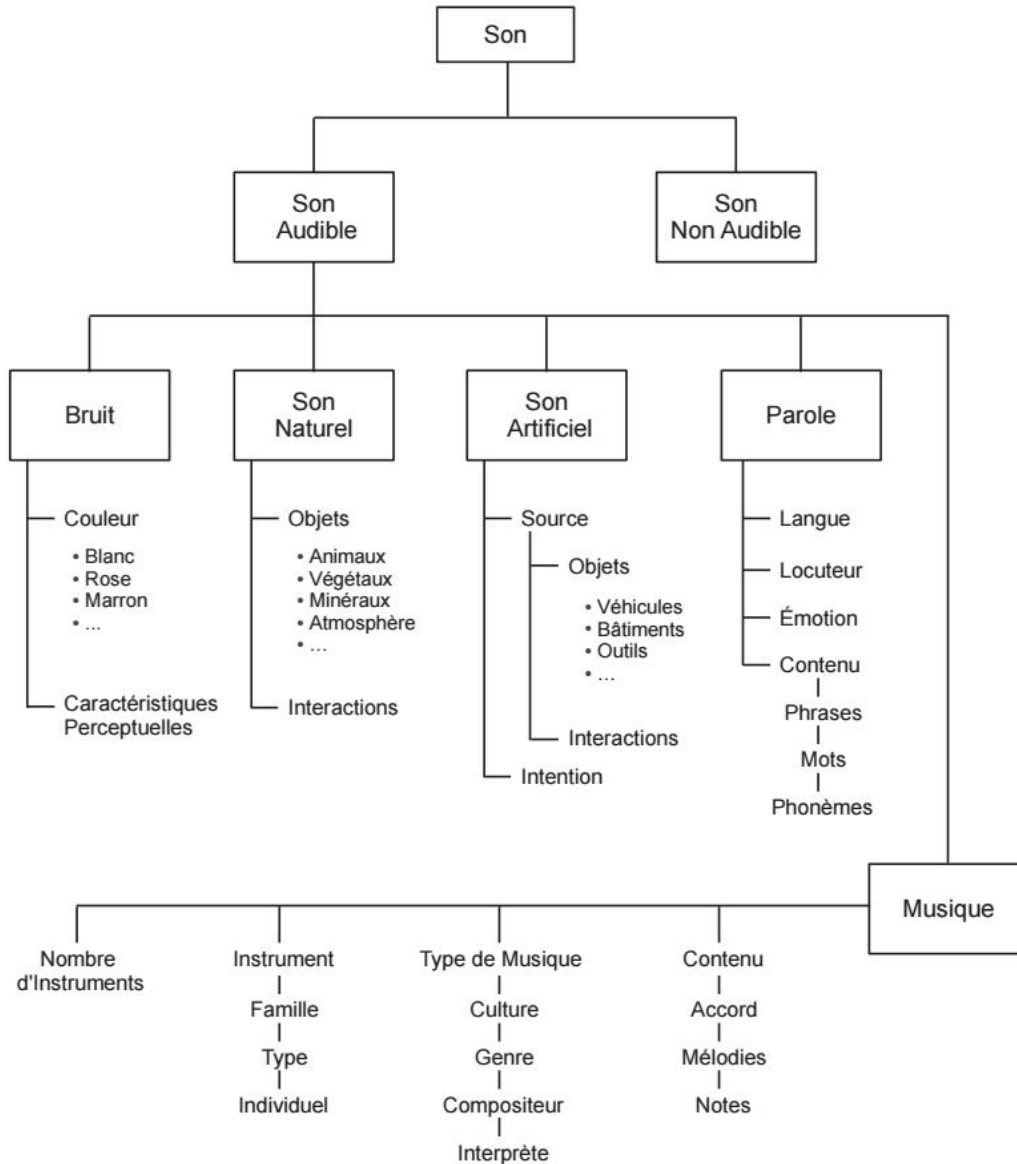 Son
Son
Audible
Son
Non Audible
Bruit
Son
Naturel
Son
Artificiel
Parole
Couleur
• Blanc
• Rose
• Marron
• ...
Caractéristiques
Perceptuelles
Objets
• Animaux
• Végétaux
• Minéraux
• Atmosphère
• ...
Interactions
Source
Objets
• Véhicules
• Bâtiments
• Outils
• ...
Interactions
Intention
Langue
Locuteur
Émotion
Contenu
Phrases
Mots
Phonèmes
Musique
Nombre
d'Instruments
Instrument
Famille
Type
Individuel
Type de Musique
Culture
Genre
Compositeur
Interprète
Contenu
Accord
Mélodies
Notes